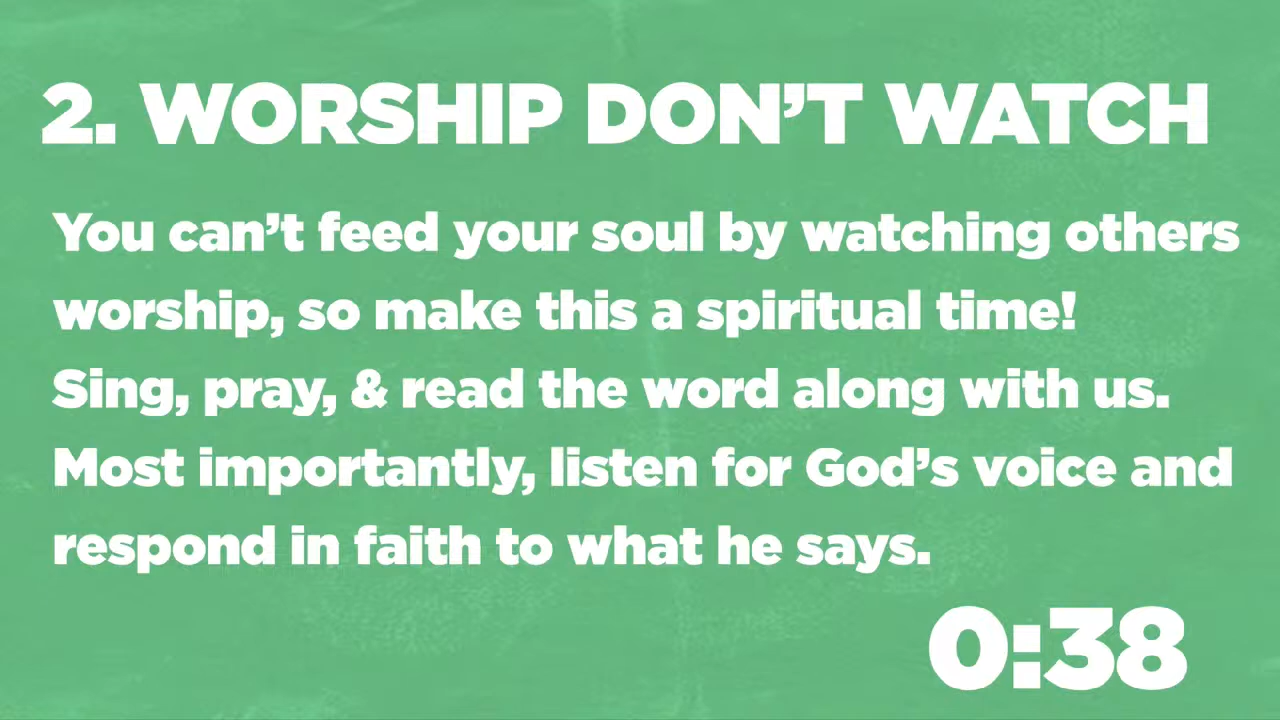 2. WORSHIP DON’T WATCH
You can’t feed your soul by watching others
worship, so make this a spiritual time!
Sing, pray, & read the word along with us.
Most importantly, listen for God’s voice and
respond in faith to what he says.
0:38